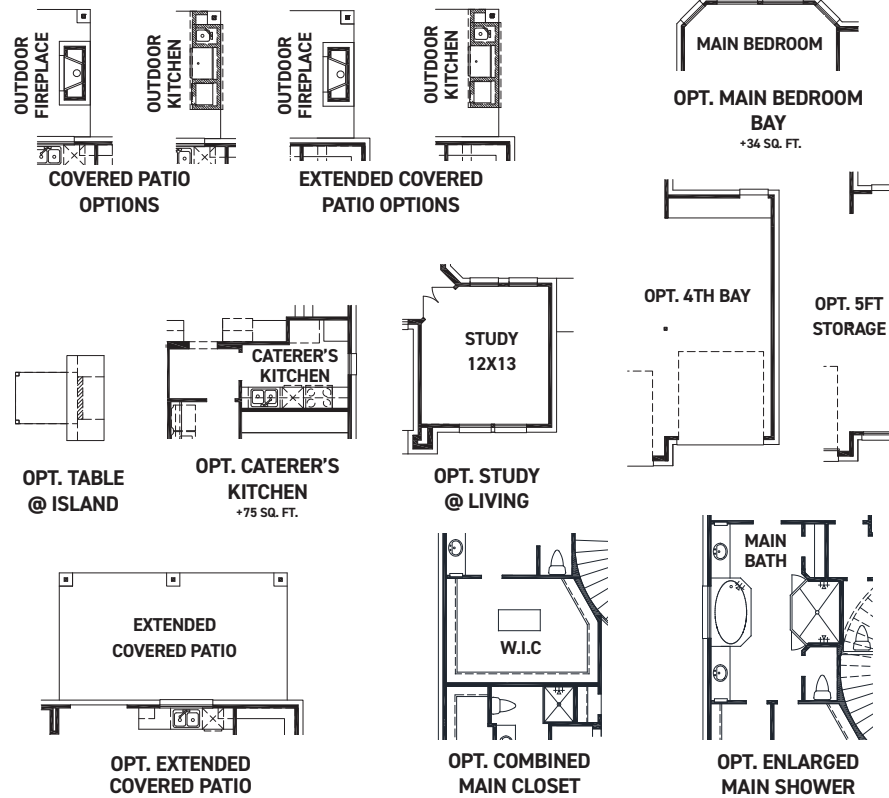 OUTDOOR
FIREPLACE
OUTDOOR
KITCHEN
COVERED PATIO
OPTIONS
OUTDOOR
FIREPLACE
OUTDOOR
KITCHEN
EXTENDED COVERED
PATIO OPTIONS
MAIN BEDROOM
OPT. MAIN BEDROOM
BAY
+34 SQ. FT.
OPT. 4TH BAY
OPT. 5FT
STORAGE
OPT. TABLE
@ ISLAND
CATERER'S
KITCHEN
OPT. CATERER'S
KITCHEN
+75 SQ. FT.
STUDY
12X13
OPT. STUDY
@ LIVING
EXTENDED
COVERED PATIO
OPT. EXTENDED
COVERED PATIO
W.I.C
OPT. COMBINED
MAIN CLOSET
MAIN
BATH
OPT. ENLARGED
MAIN SHOWER